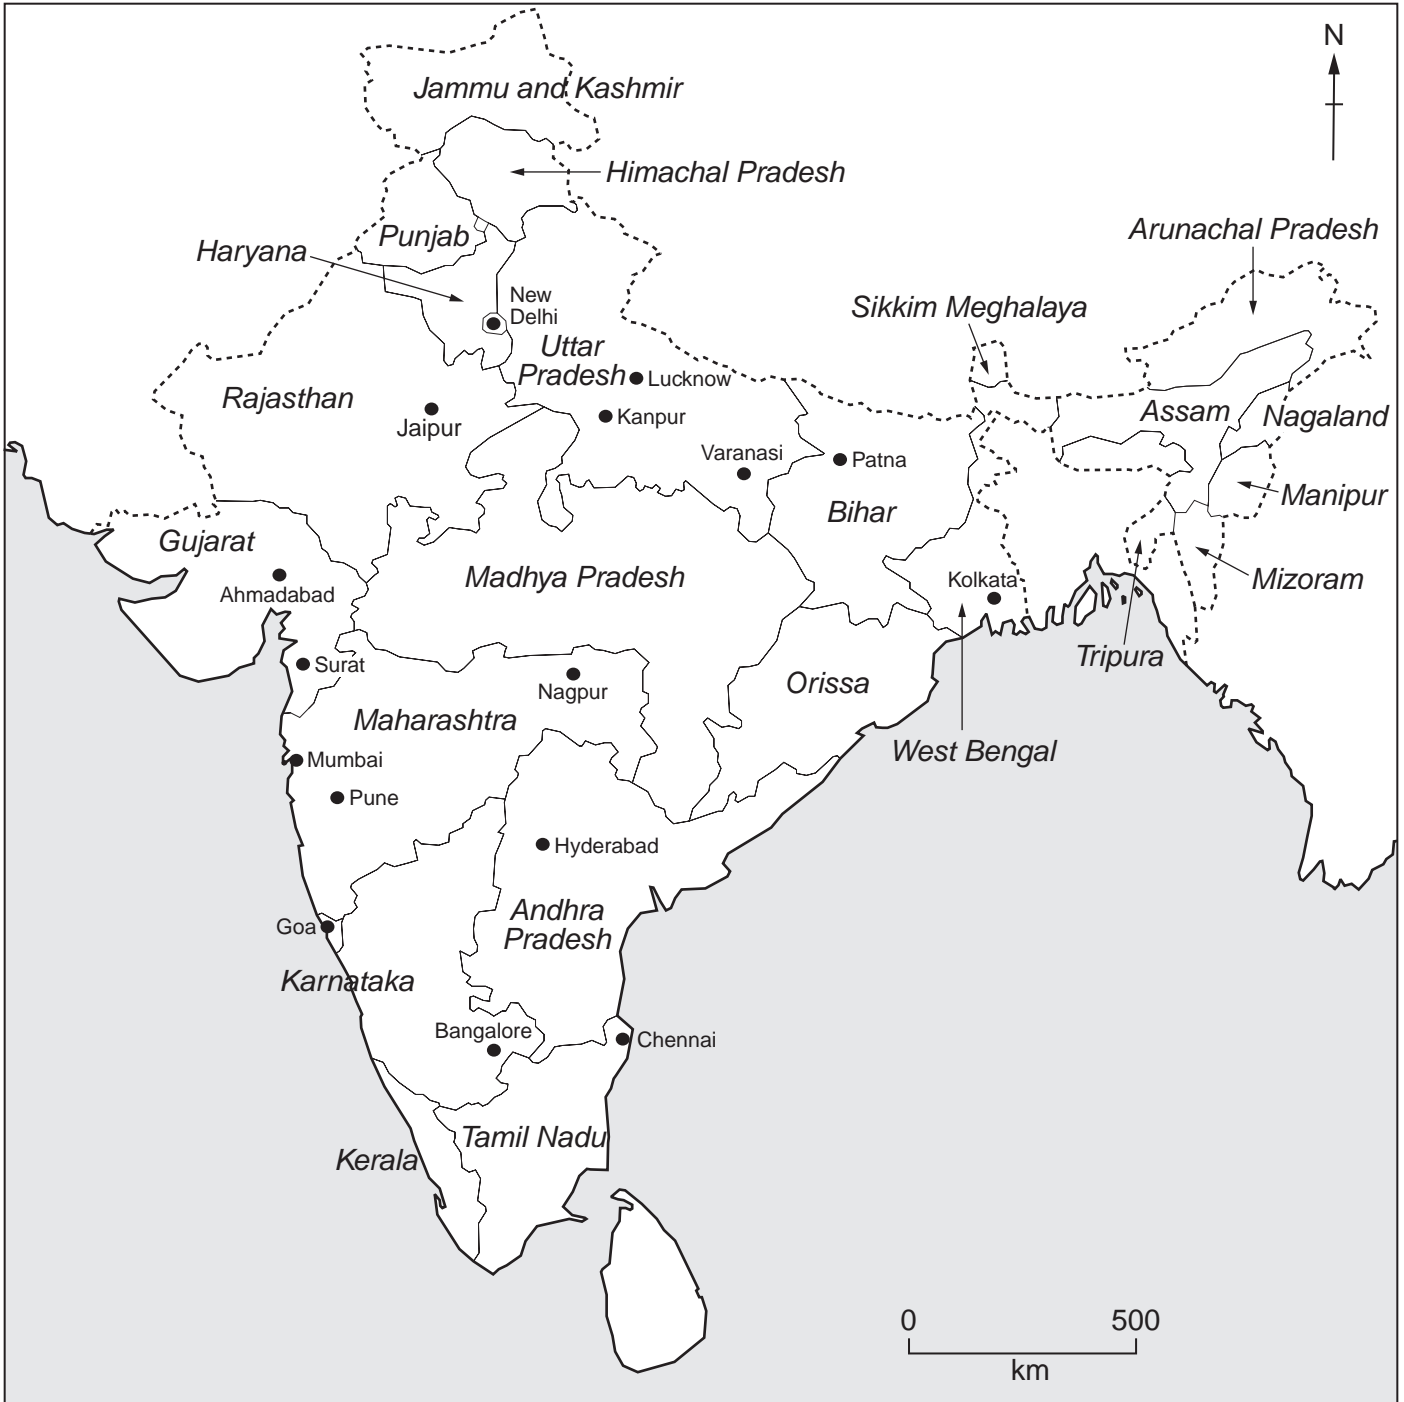 N
Jammu and Kashmir
Himachal Pradesh
Arunachal Pradesh
Punjab
Haryana
New
Delhi
Sikkim Meghalaya
Uttar
Pradesh
Lucknow
Rajasthan
Jaipur
Kanpur
Assam
Nagaland
Varanasi
Patna
Manipur
Bihar
Gujarat
Madhya Pradesh
Ahmadabad
Kolkata
Mizoram
Tripura
Surat
Nagpur
Orissa
Maharashtra
West Bengal
Mumbai
Pune
Hyderabad
Andhra
Pradesh
Goa
Karnataka
Bangalore
Chennai
Tamil Nadu
Kerala
0 500
km